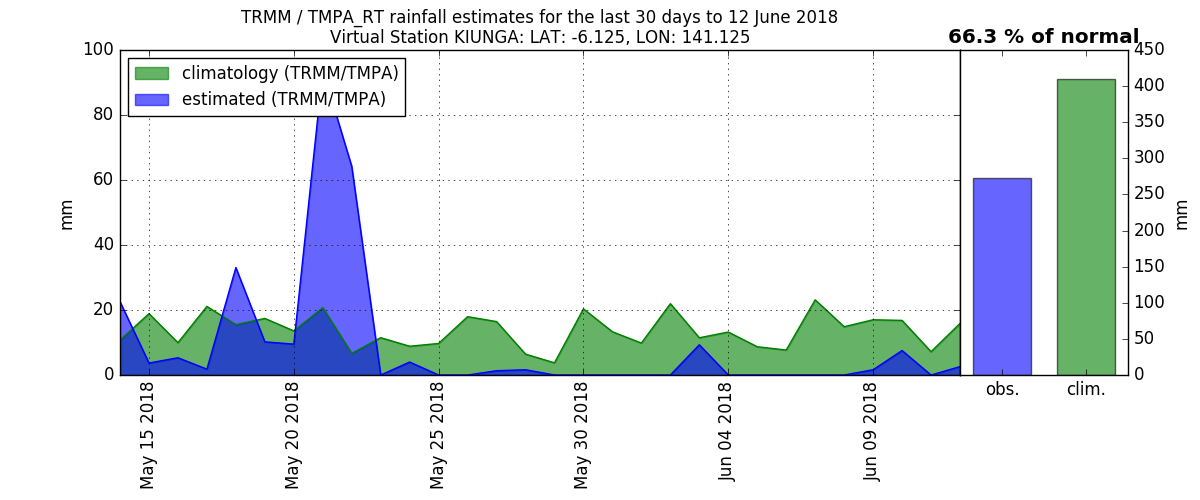 TRMM / TMPA_RT rainfall estimates for the last 30 days to 12 June 2018
Virtual Station KIUNGA: LAT: -6.125, LON: 141.125
66.3 % of normal
climatology (TRMM/TMPA)
estimated (TRMM/TMPA)
100
80
60
40
20
0
mm
May 15 2018
May 20 2018
May 25 2018
May 30 2018
Jun 04 2018
Jun 09 2018
obs.
clim.
450
400
350
300
250
200
150
100
50
0
mm